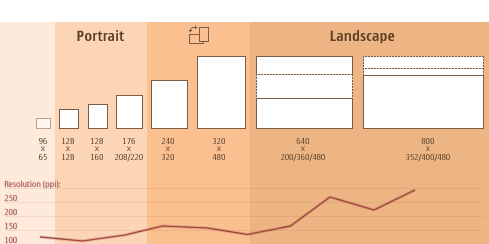 Portrait
Landscape
96 128 128 176 240 320 640 800
x x x x x x x x
65 128 160 208/220 320 480 200/360/480 352/400/480
Resolution (ppi):
250
200
150
100